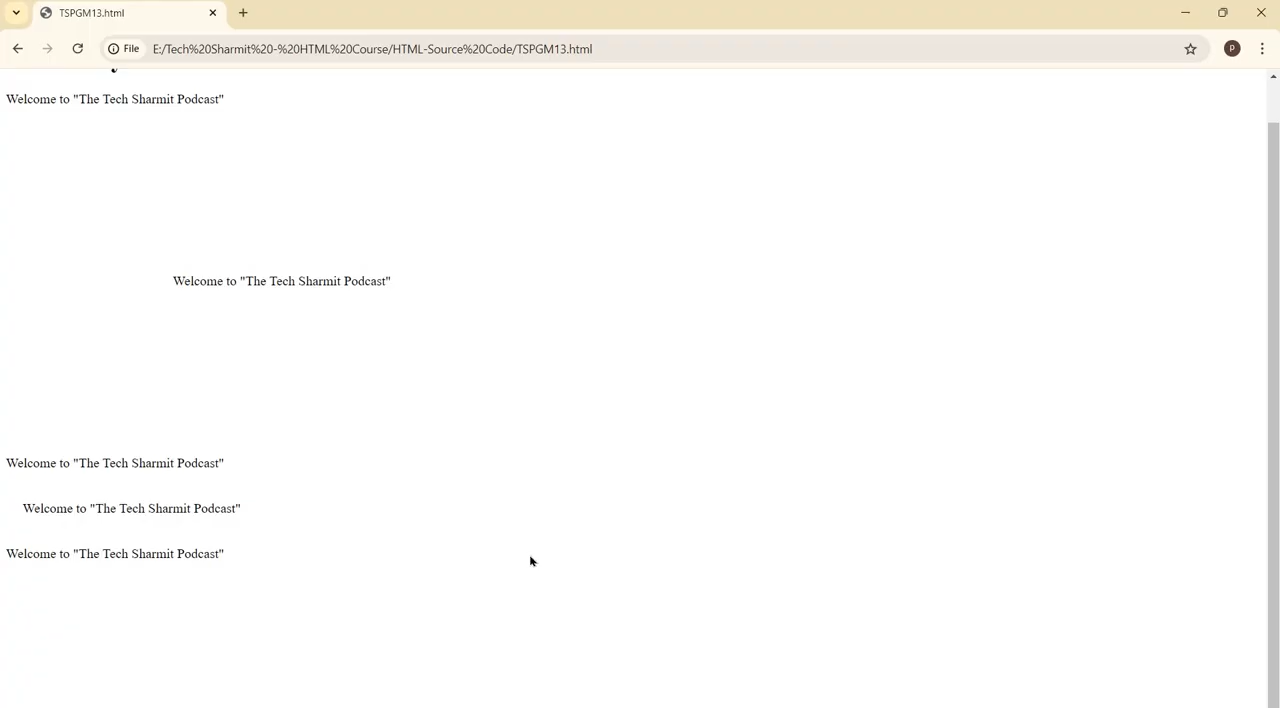 TSPGM13.html
File E:/Tech%20Sharmit%20-%20HTML%20Course/HTML-Source%20Code/TSPGM13.html
P
Welcome to "The Tech Sharmit Podcast"
Welcome to "The Tech Sharmit Podcast"
Welcome to "The Tech Sharmit Podcast"
Welcome to "The Tech Sharmit Podcast"
Welcome to "The Tech Sharmit Podcast"